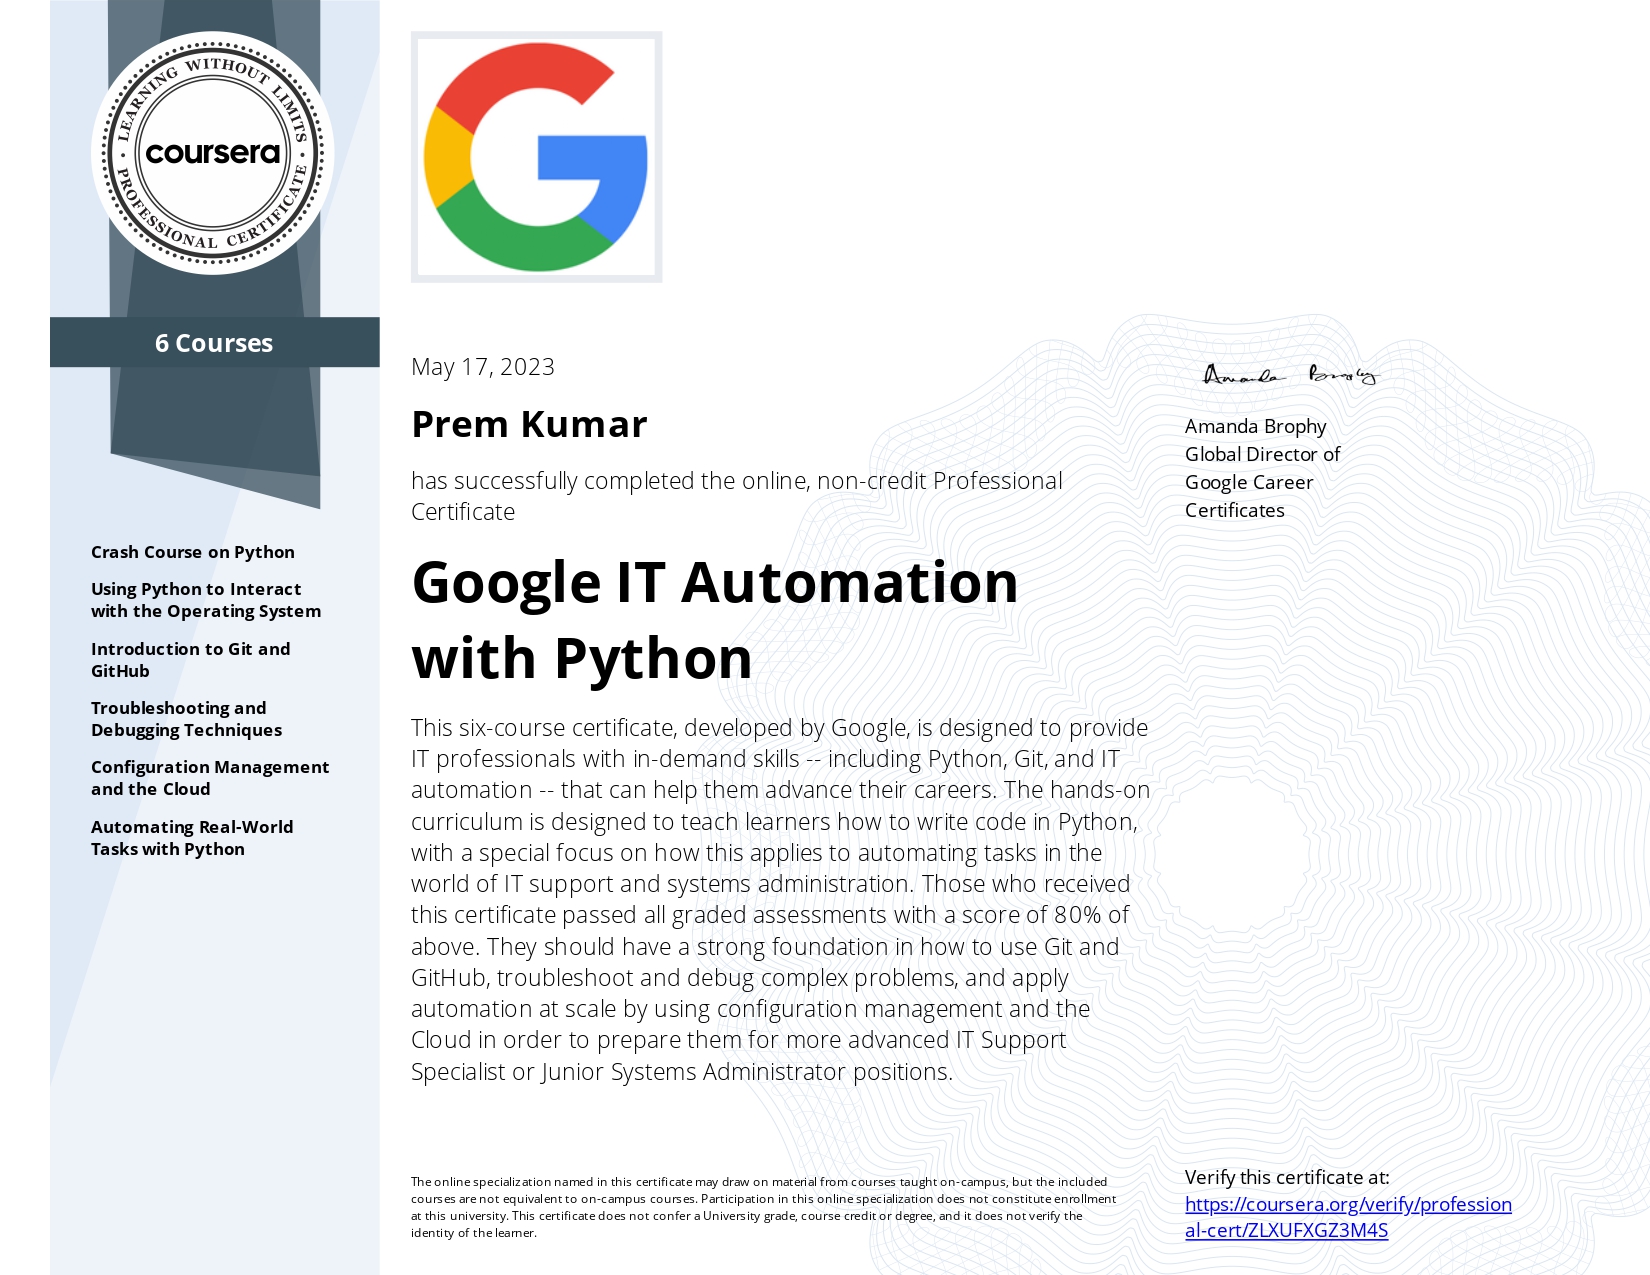 LEARNING WITHOUT LIMITS
coursera
PROFESSIONAL CERTIFICATE
6 Courses
Crash Course on Python
Using Python to Interact
with the Operating System
Introduction to Git and
GitHub
Troubleshooting and
Debugging Techniques
Configuration Management
and the Cloud
Automating Real-World
Tasks with Python
May 17, 2023
Prem Kumar
has successfully completed the online, non-credit Professional
Certificate
Google IT Automation
with Python
This six-course certificate, developed by Google, is designed to provide
IT professionals with in-demand skills -- including Python, Git, and IT
automation -- that can help them advance their careers. The hands-on
curriculum is designed to teach learners how to write code in Python,
with a special focus on how this applies to automating tasks in the
world of IT support and systems administration. Those who received
this certificate passed all graded assessments with a score of 80% of
above. They should have a strong foundation in how to use Git and
GitHub, troubleshoot and debug complex problems, and apply
automation at scale by using configuration management and the
Cloud in order to prepare them for more advanced IT Support
Specialist or Junior Systems Administrator positions.
Amanda Brophy
Amanda Brophy
Global Director of
Google Career
Certificates
The online specialization named in this certificate may draw on material from courses taught on-campus, but the included
courses are not equivalent to on-campus courses. Participation in this online specialization does not constitute enrollment
at this university. This certificate does not confer a University grade, course credit or degree, and it does not verify the
identity of the learner.
Verify this certificate at:
https://coursera.org/verify/profession
al-cert/ZLXUFXGZ3M4S